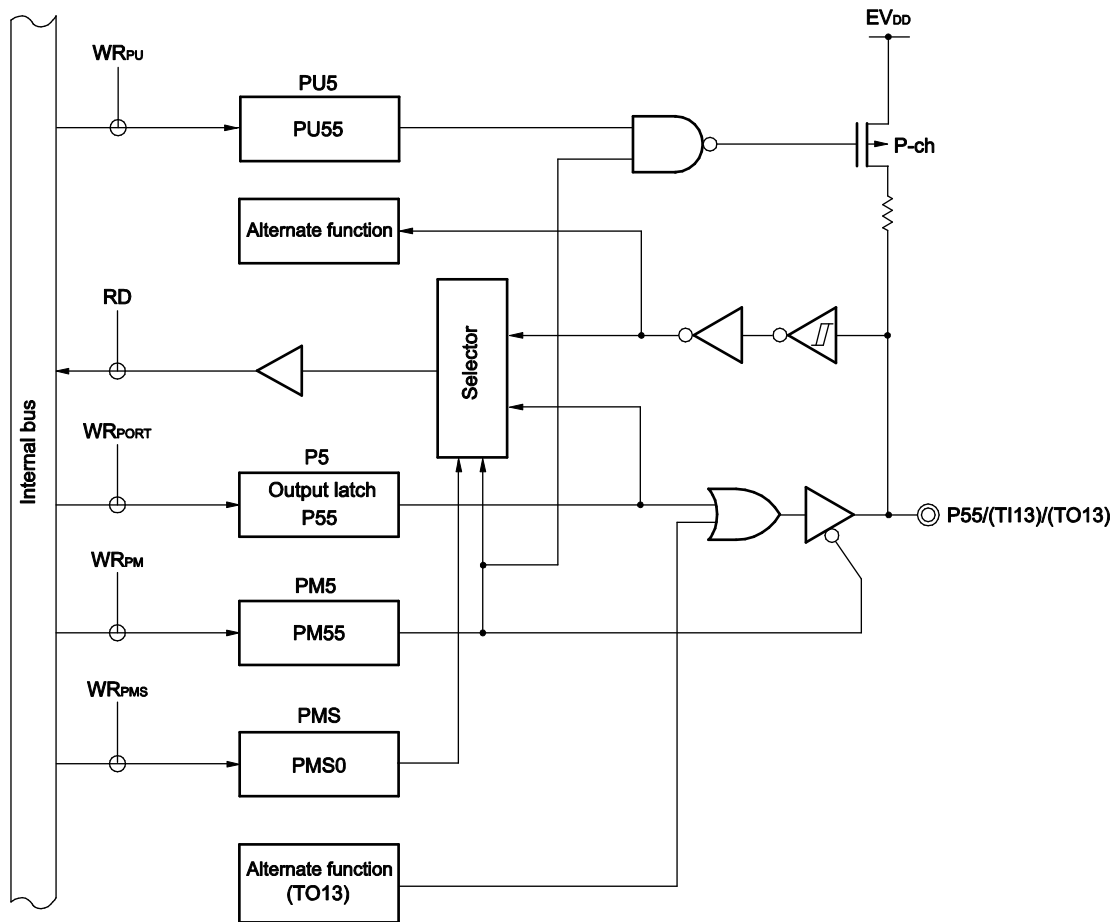 EVDD
WRPU
PU5
PU55
P-ch
Alternate function
RD
Selector
Internal bus
WRPORT
P5
Output latch
P55
P55/(TI13)/(TO13)
WRPM
PM5
PM55
WRPMS
PMS
PMS0
Alternate function
(TO13)